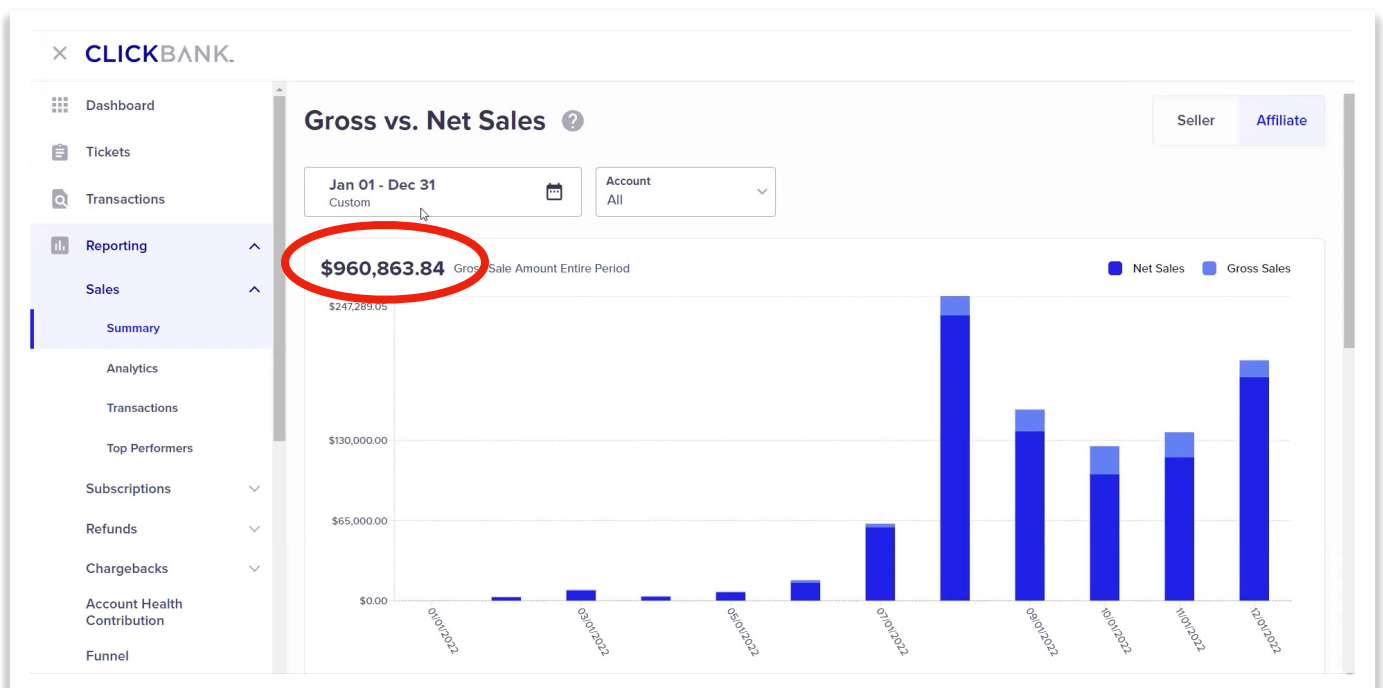 CLICKBANK
Dashboard
Tickets
Transactions
Reporting
Sales
Summary
Analytics
Transactions
Top Performers
Subscriptions
Refunds
Chargebacks
Account Health
Contribution
Funnel
Gross vs. Net Sales ?
Seller Affiliate
Jan 01 - Dec 31
Custom
Account
All
$960,863.84 Gross Sale Amount Entire Period
Net Sales Gross Sales
$247,289.05
$130,000.00
$65,000.00
$0.00
01/01/2022
03/01/2022
05/01/2022
07/01/2022
09/01/2022
10/01/2022
11/01/2022
12/01/2022